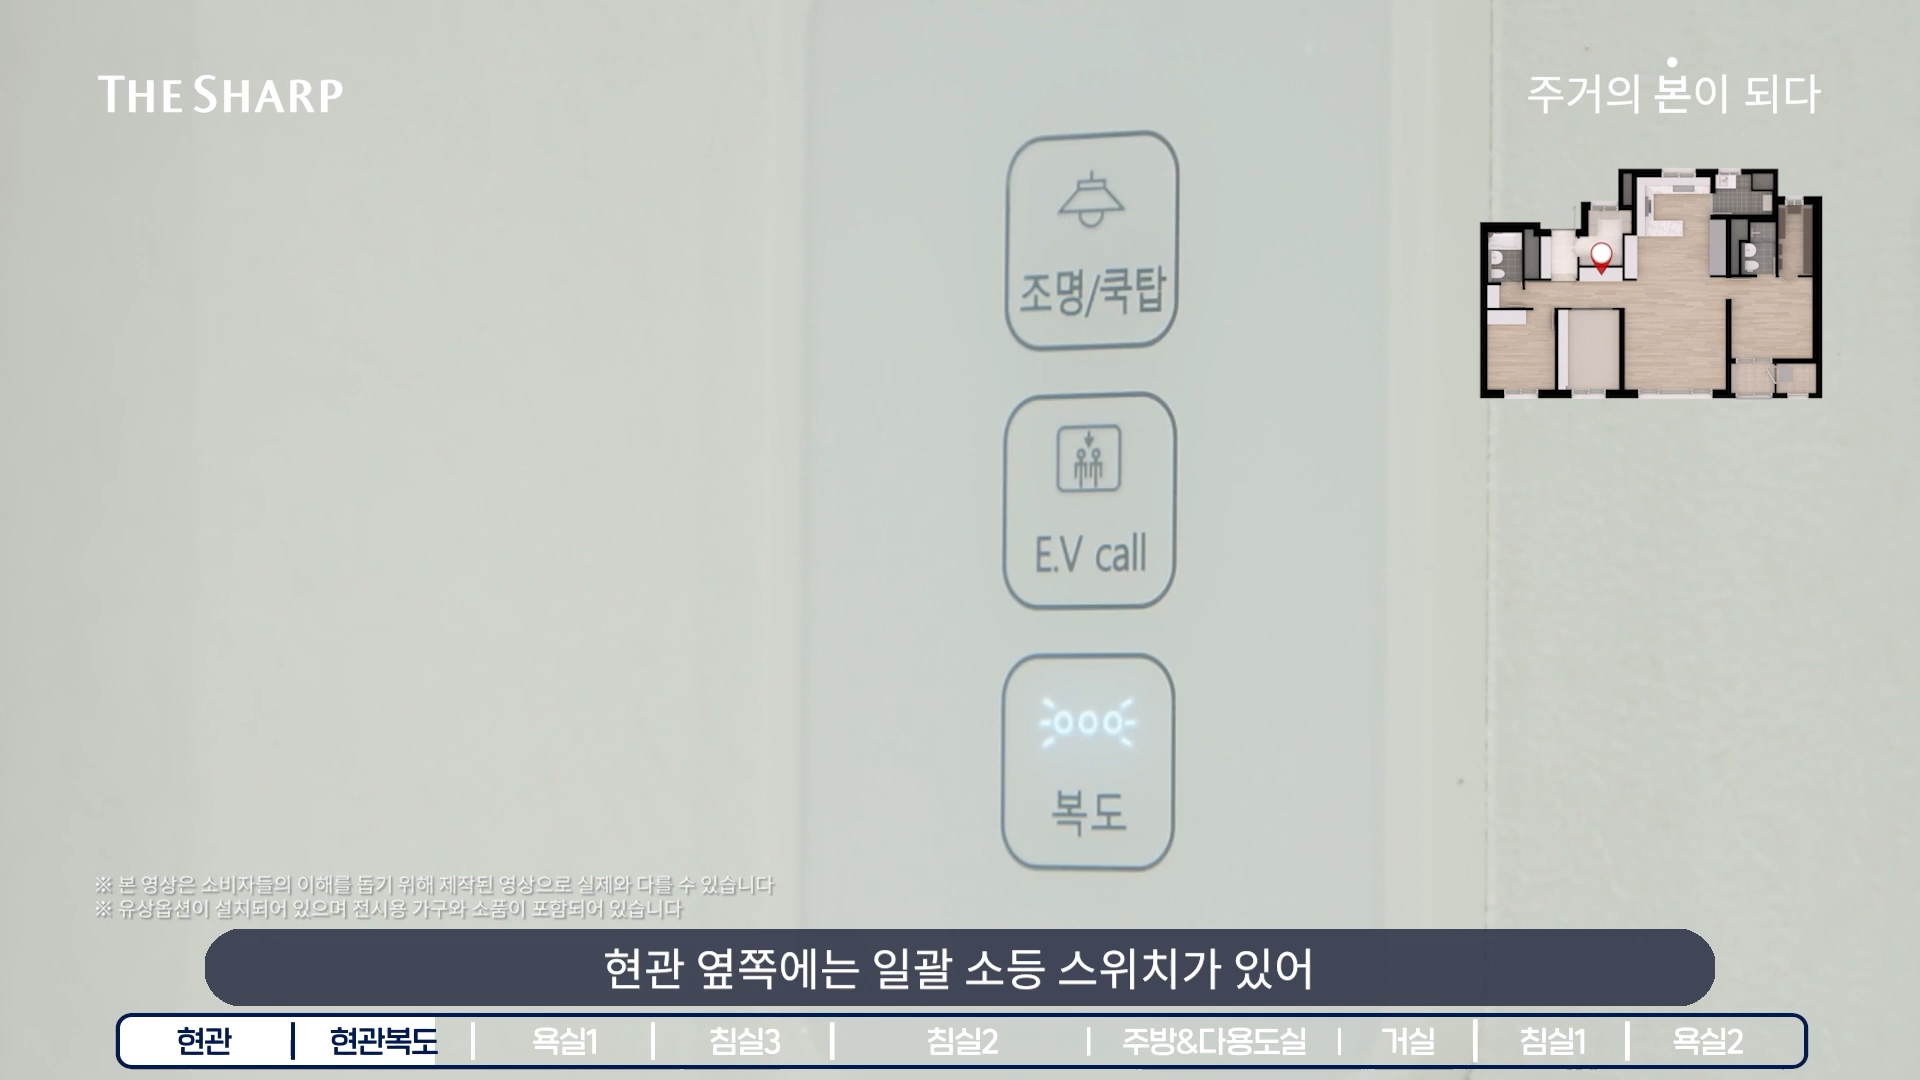 THE SHARP
주거의 본이 되다
조명/쿡탑
E.V call
복도
※ 본 영상은 소비자들의 이해를 돕기 위해 제작된 영상으로 실제와 다를 수 있습니다
※ 유상옵션이 설치되어 있으며 전시용 가구와 소품이 포함되어 있습니다
현관 옆쪽에는 일괄 소등 스위치가 있어
현관 | 현관복도 | 욕실1 | 침실3 | 침실2 | 주방&다용도실 | 거실 | 침실1 | 욕실2